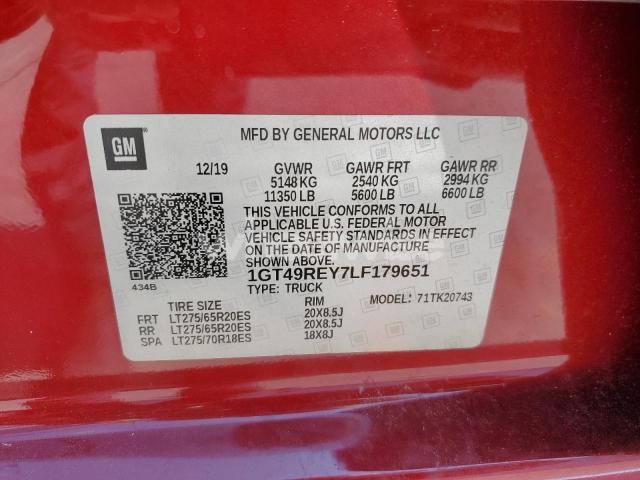 GM
MFD BY GENERAL MOTORS LLC
12/19 GVWR GAWR FRT GAWR RR
5148 KG 2540 KG 2994 KG
11350 LB 5600 LB 6600 LB
THIS VEHICLE CONFORMS TO ALL
APPLICABLE U.S. FEDERAL MOTOR
VEHICLE SAFETY STANDARDS IN EFFECT
ON THE DATE OF MANUFACTURE
SHOWN ABOVE.
434B 1GT49REY7LF179651
TYPE: TRUCK MODEL: 71TK20743
TIRE SIZE RIM
FRT LT275/65R20ES 20X8.5J
RR LT275/65R20ES 20X8.5J
SPA LT275/70R18ES 18X8J